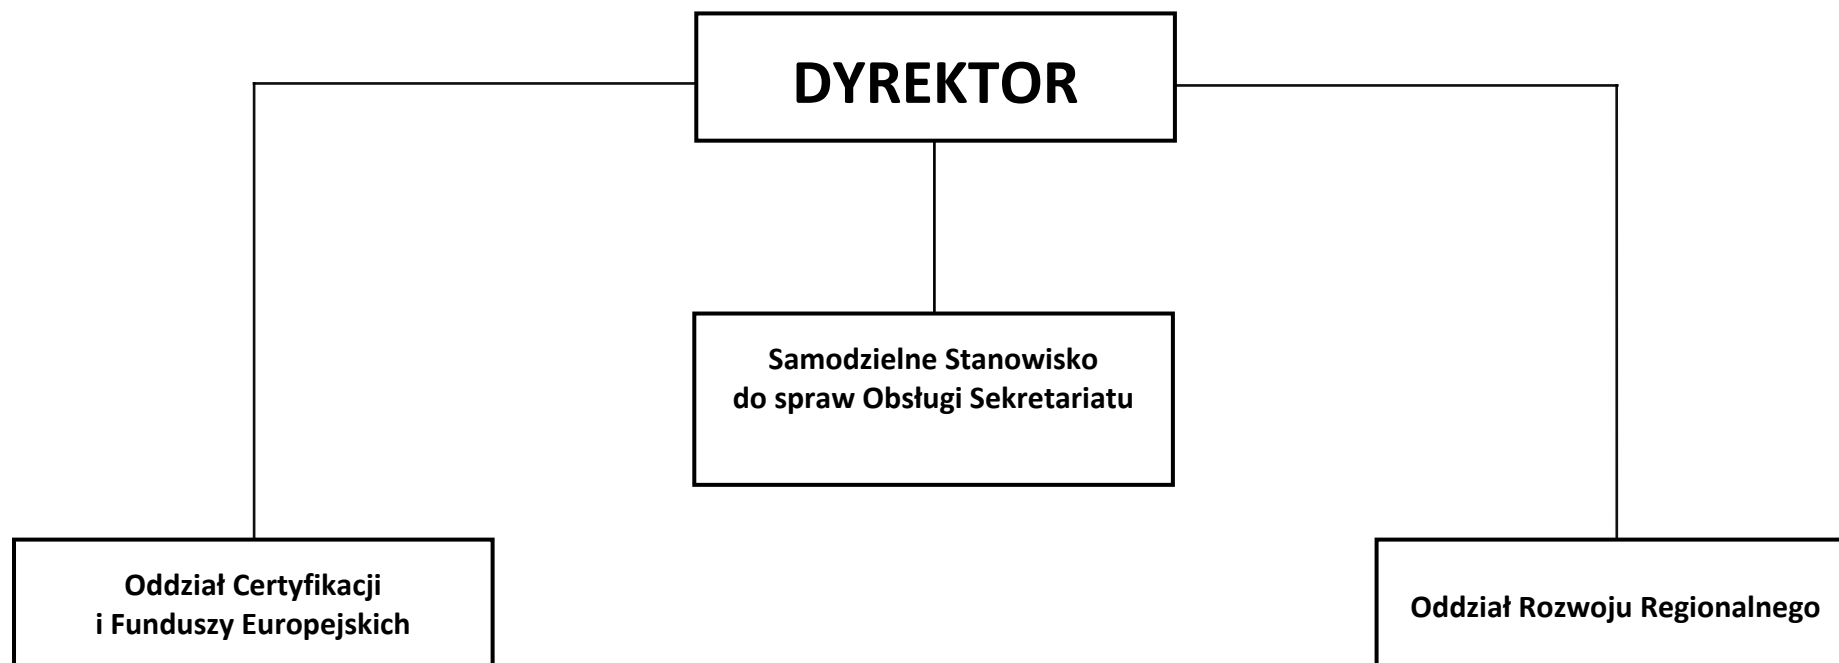 DYREKTOR
Samodzielne Stanowisko
do spraw Obsługi Sekretariatu
Oddział Certyfikacji
i Funduszy Europejskich
Oddział Rozwoju Regionalnego